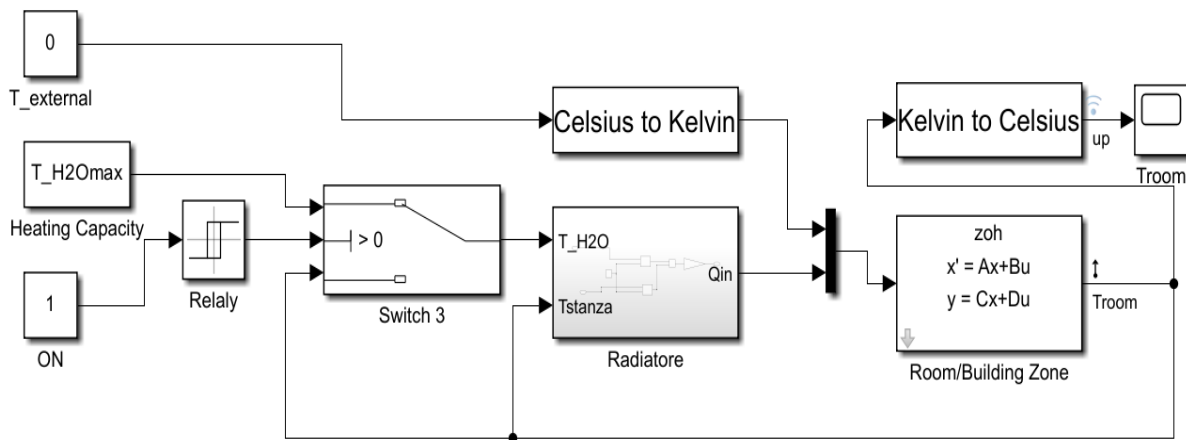 0
T_external
Celsius to Kelvin
Kelvin to Celsius
up
Troom
T_H2Omax
Heating Capacity
Relaly
1
ON
> 0
Switch 3
T_H2O
Tstanza
Qin
Radiatore
zoh
x' = Ax+Bu
y = Cx+Du
Troom
Room/Building Zone